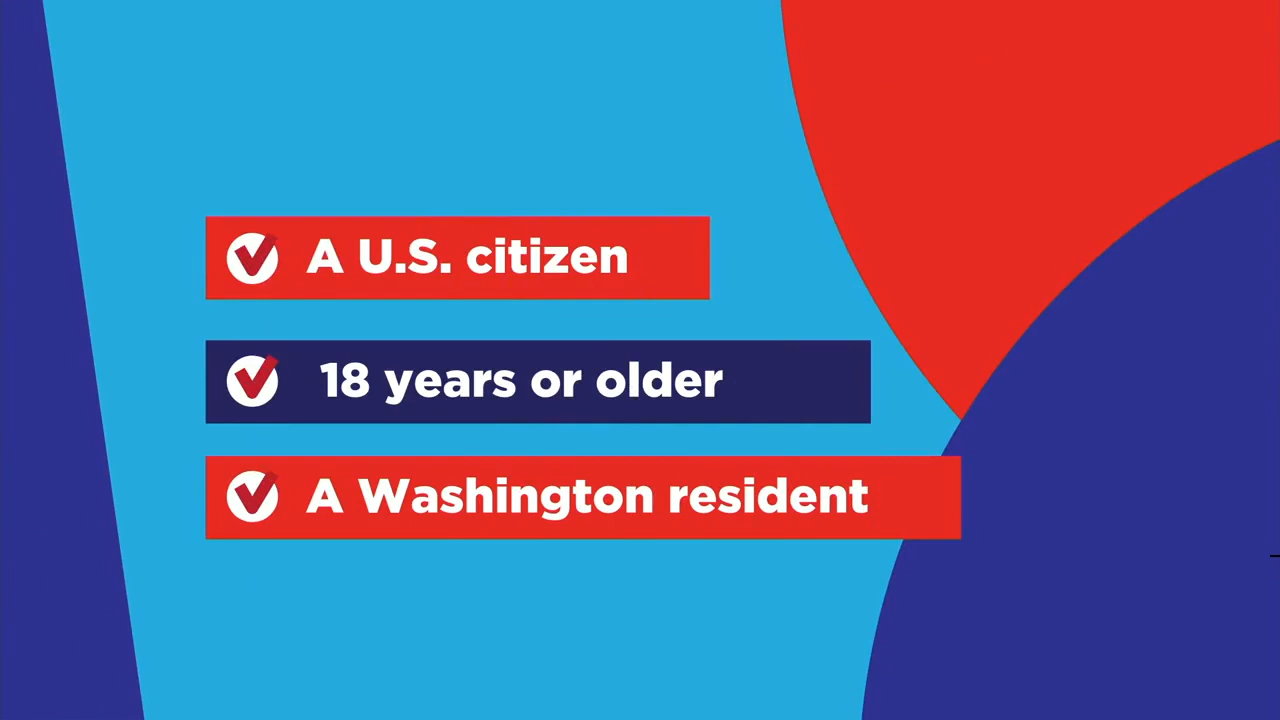 A U.S. citizen
18 years or older
A Washington resident